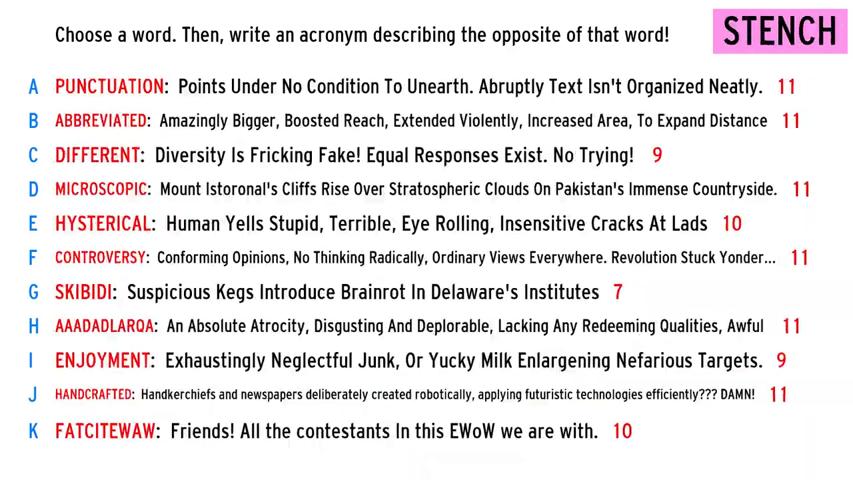 Choose a word. Then, write an acronym describing the opposite of that word!
STENCH
A PUNCTUATION: Points Under No Condition To Unearth. Abruptly Text Isn't Organized Neatly. 11
B ABBREVIATED: Amazingly Bigger, Boosted Reach, Extended Violently, Increased Area, To Expand Distance 11
C DIFFERENT: Diversity Is Fricking Fake! Equal Responses Exist. No Trying! 9
D MICROSCOPIC: Mount Istoronal's Cliffs Rise Over Stratospheric Clouds On Pakistan's Immense Countryside. 11
E HYSTERICAL: Human Yells Stupid, Terrible, Eye Rolling, Insensitive Cracks At Lads 10
F CONTROVERSY: Conforming Opinions, No Thinking Radically, Ordinary Views Everywhere. Revolution Stuck Yonder... 11
G SKIBIDI: Suspicious Kegs Introduce Brainrot In Delaware's Institutes 7
H AAADADLARQA: An Absolute Atrocity, Disgusting And Deplorable, Lacking Any Redeeming Qualities, Awful 11
I ENJOYMENT: Exhaustingly Neglectful Junk, Or Yucky Milk Enlargening Nefarious Targets. 9
J HANDCRAFTED: Handkerchiefs and newspapers deliberately created robotically, applying futuristic technologies efficiently??? DAMN! 11
K FATCITEWAW: Friends! All the contestants In this EWoW we are with. 10